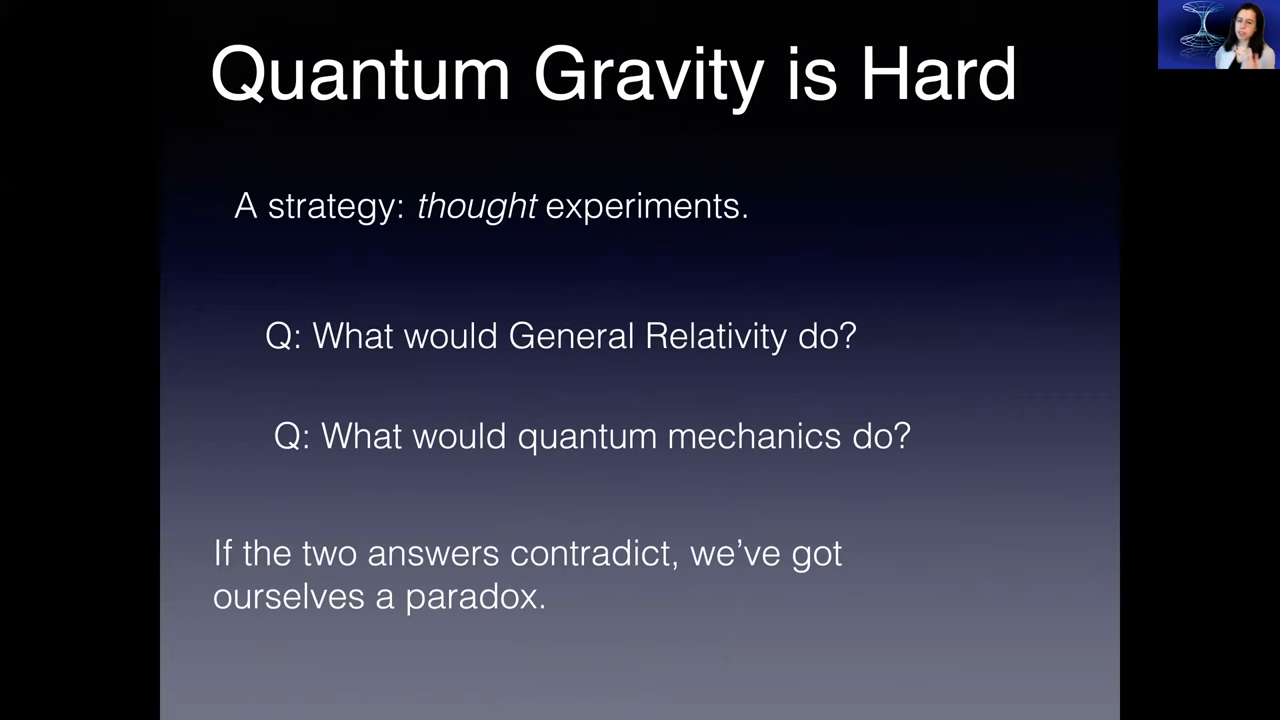 Quantum Gravity is Hard
A strategy: thought experiments.
Q: What would General Relativity do?
Q: What would quantum mechanics do?
If the two answers contradict, we’ve got
ourselves a paradox.